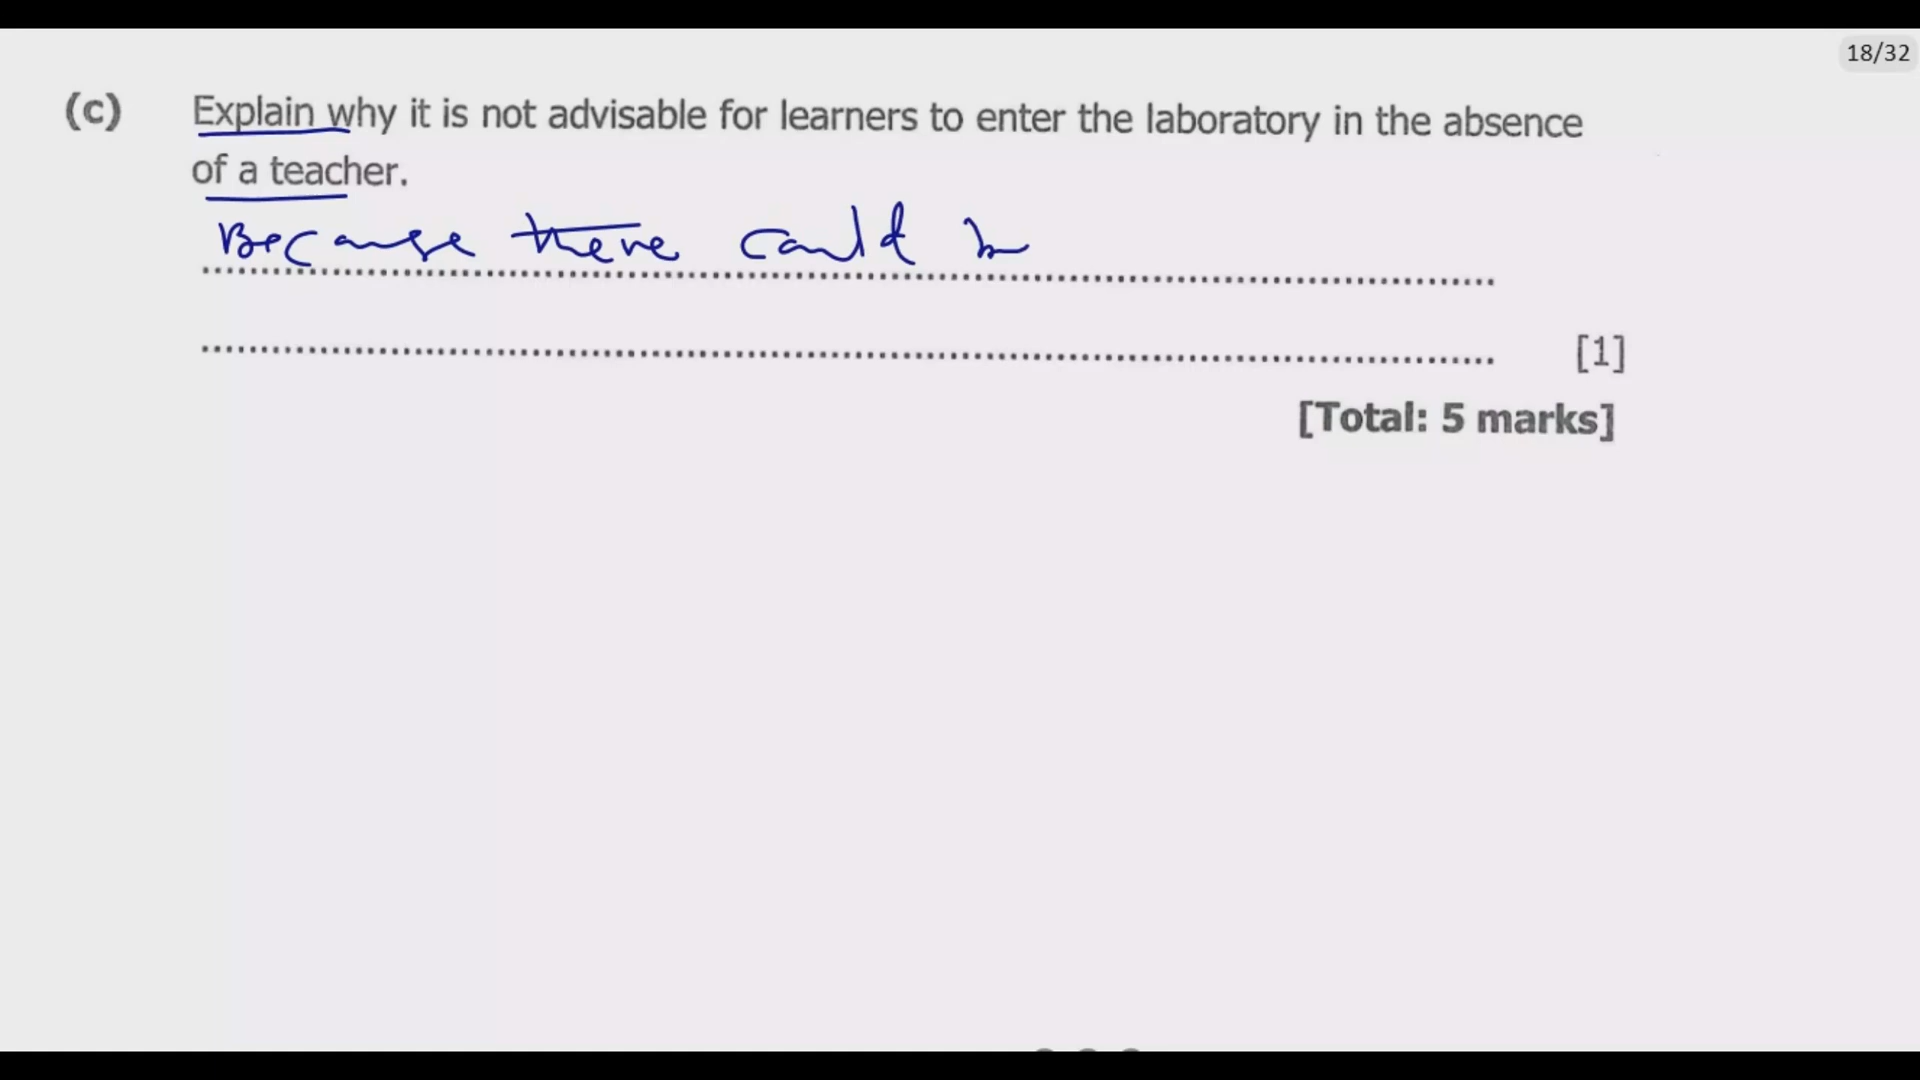 18/32
(c) Explain why it is not advisable for learners to enter the laboratory in the absence
of a teacher.
Because there could
[1]
[Total: 5 marks]